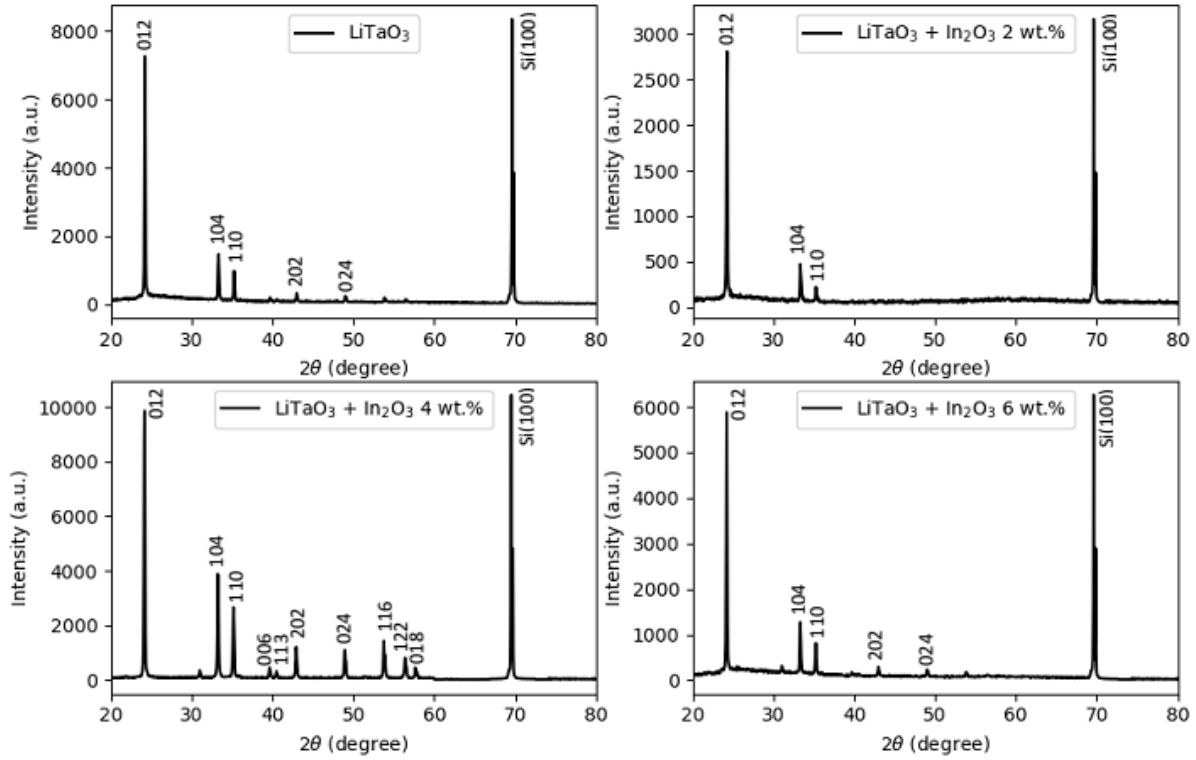 LiTaO₃
012
104
110
202
024
Si(100)
8000
6000
4000
2000
0
Intensity (a.u.)
20 30 40 50 60 70 80
2θ (degree)
LiTaO₃ + In₂O₃ 2 wt.%
012
104
110
Si(100)
3000
2500
2000
1500
1000
500
0
Intensity (a.u.)
20 30 40 50 60 70 80
2θ (degree)
LiTaO₃ + In₂O₃ 4 wt.%
012
104
110
006
113
202
024
116
122
018
Si(100)
10000
8000
6000
4000
2000
0
Intensity (a.u.)
20 30 40 50 60 70 80
2θ (degree)
LiTaO₃ + In₂O₃ 6 wt.%
012
104
110
202
024
Si(100)
6000
5000
4000
3000
2000
1000
0
Intensity (a.u.)
20 30 40 50 60 70 80
2θ (degree)